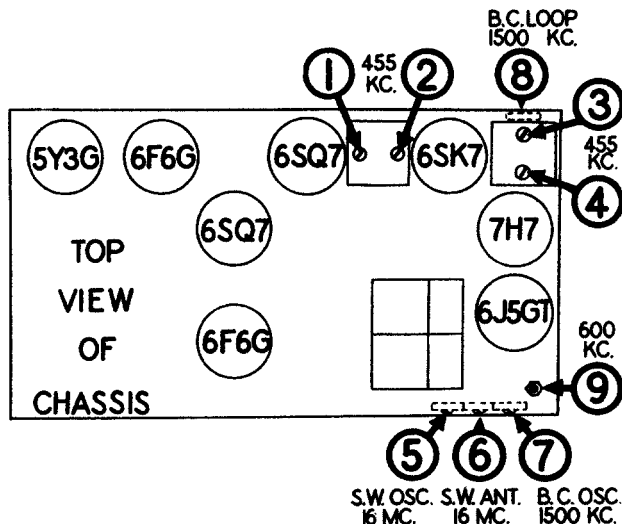 B.C. LOOP
1500 KC.
1
455
KC.
2
8
3
455
KC.
4
5Y3G
6F6G
6SQ7
6SK7
6SQ7
7H7
TOP
VIEW
OF
CHASSIS
6F6G
6J5GT
600
KC.
9
5
6
7
S.W. OSC.
16 MC.
S.W. ANT.
16 MC.
B.C. OSC.
1500 KC.